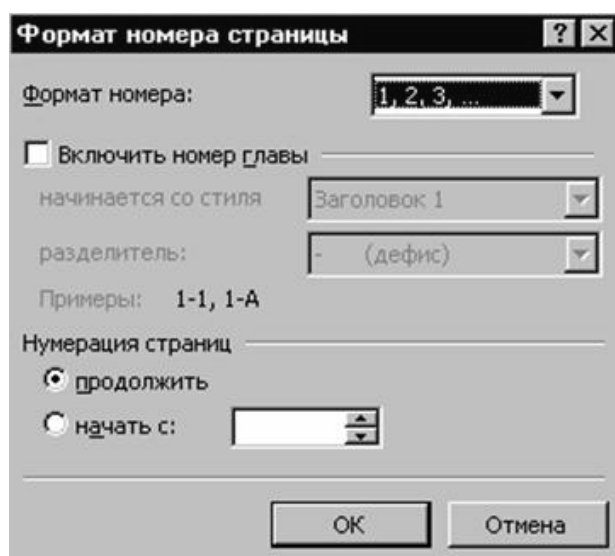 Формат номера страницы
Формат номера: 1, 2, 3, ...
Включить номер главы
начинается со стиля Заголовок 1
разделитель: - (дефис)
Примеры: 1-1, 1-A
Нумерация страниц
продолжить
начать с:
ОК Отмена